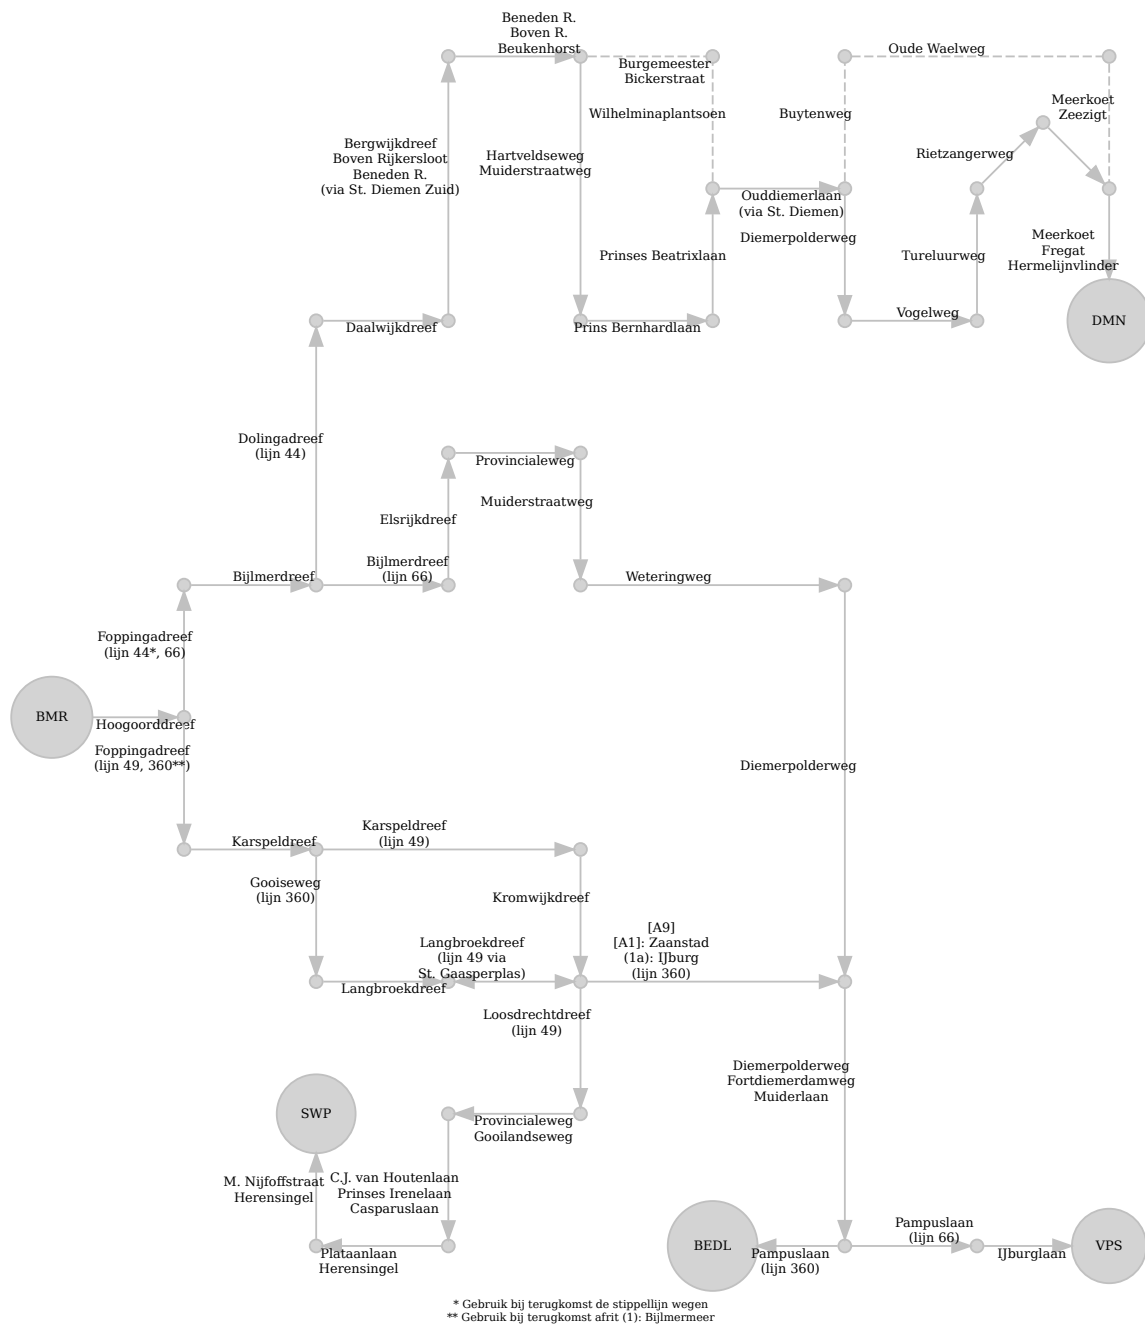 Beneden R.
Boven R.
Beukenhorst
Burgemeester
Bickerstraat
Oude Waelweg
Wilhelminaplantsoen
Buytenweg
Meerkoet
Zeezigt
Bergwijkdreef
Boven Rijkersloot
Beneden R.
(via St. Diemen Zuid)
Hartveldseweg
Muiderstraatweg
Rietzangerweg
Ouddiemerlaan
(via St. Diemen)
Diemerpolderweg
Prinses Beatrixlaan
Tureluurweg
Meerkoet
Fregat
Hermelijnvlinder
Daalwijkdreef
Prins Bernhardlaan
Vogelweg
DMN
Dolingadreef
(lijn 44)
Provincialeweg
Muiderstraatweg
Elsrijkdreef
Bijlmerdreef
Bijlmerdreef
(lijn 66)
Weteringweg
Foppingadreef
(lijn 44*, 66)
BMR
Hoogoorddreef
Foppingadreef
(lijn 49, 360**)
Diemerpolderweg
Karspeldreef
Karspeldreef
(lijn 49)
Gooiseweg
(lijn 360)
Kromwijkdreef
Langbroekdreef
(lijn 49 via
St. Gaasperplas)
[A9]
[A1]: Zaanstad
(1a): IJburg
(lijn 360)
Langbroekdreef
Loosdrechtdreef
(lijn 49)
Diemerpolderweg
Fortdiemerdamweg
Muiderlaan
SWP
Provincialeweg
Gooilandseweg
M. Nijfoffstraat
Herensingel
C.J. van Houtenlaan
Prinses Irenelaan
Casparuslaan
Plataanlaan
Herensingel
BEDL
Pampuslaan
(lijn 360)
Pampuslaan
(lijn 66)
IJburglaan
VPS
* Gebruik bij terugkomst de stippellijn wegen
** Gebruik bij terugkomst afrit (1): Bijlmermeer